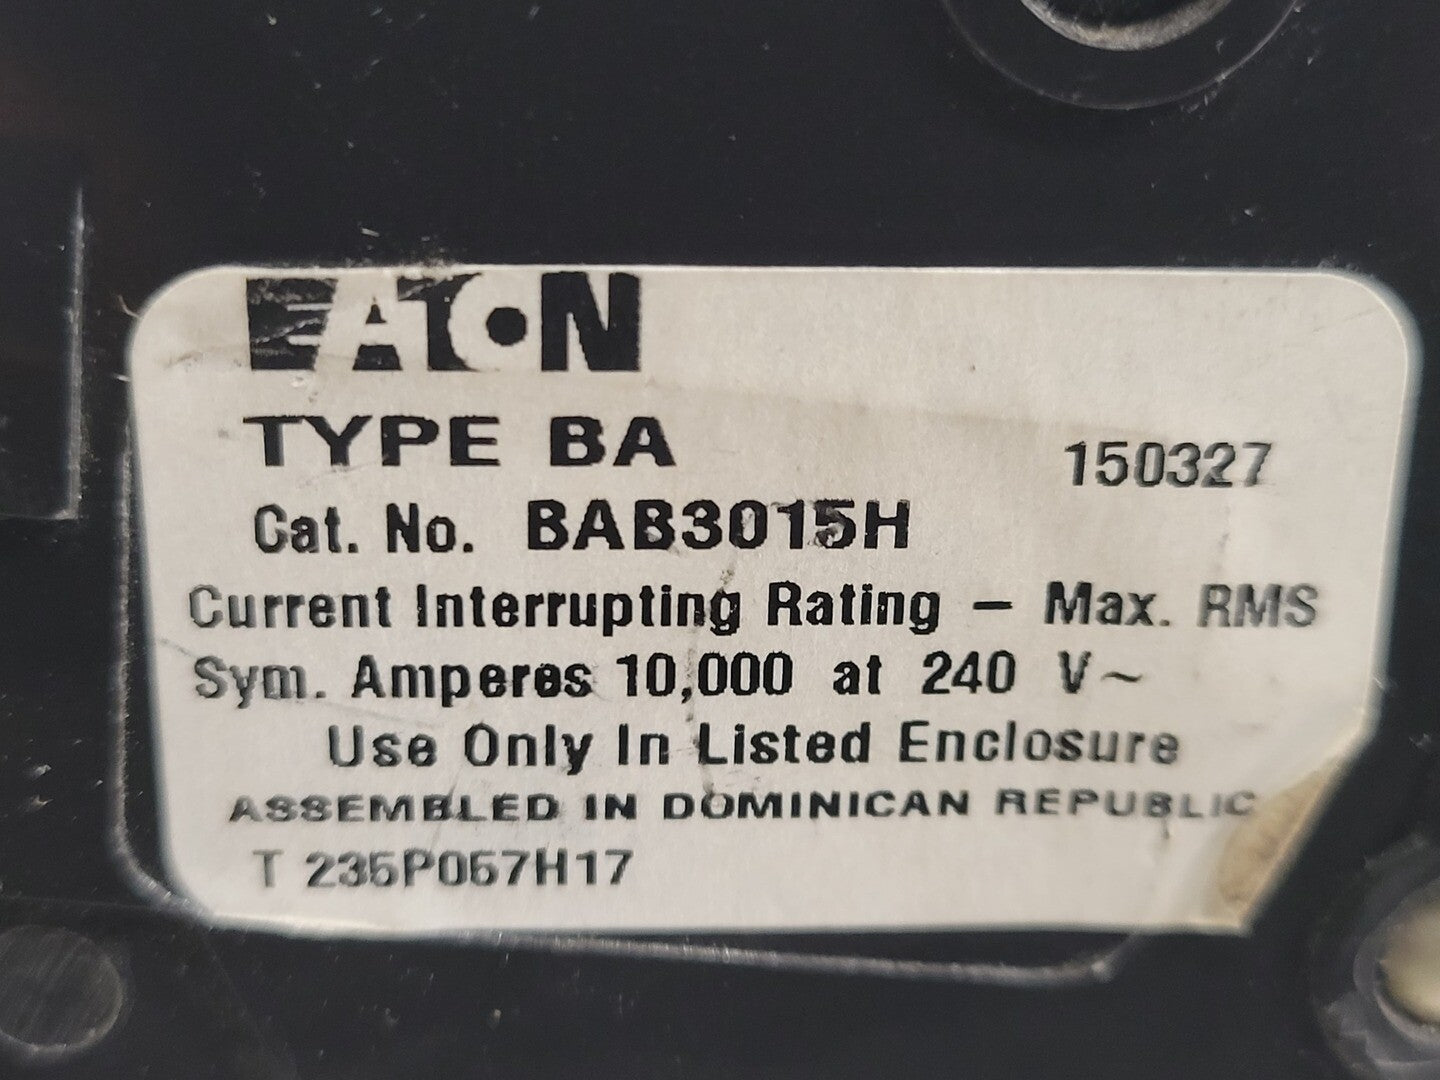 EATON
TYPE BA
150327
Cat. No. BAB3015H
Current Interrupting Rating – Max. RMS
Sym. Amperes 10,000 at 240 V~
Use Only In Listed Enclosure
ASSEMBLED IN DOMINICAN REPUBLIC
T 235P057H17